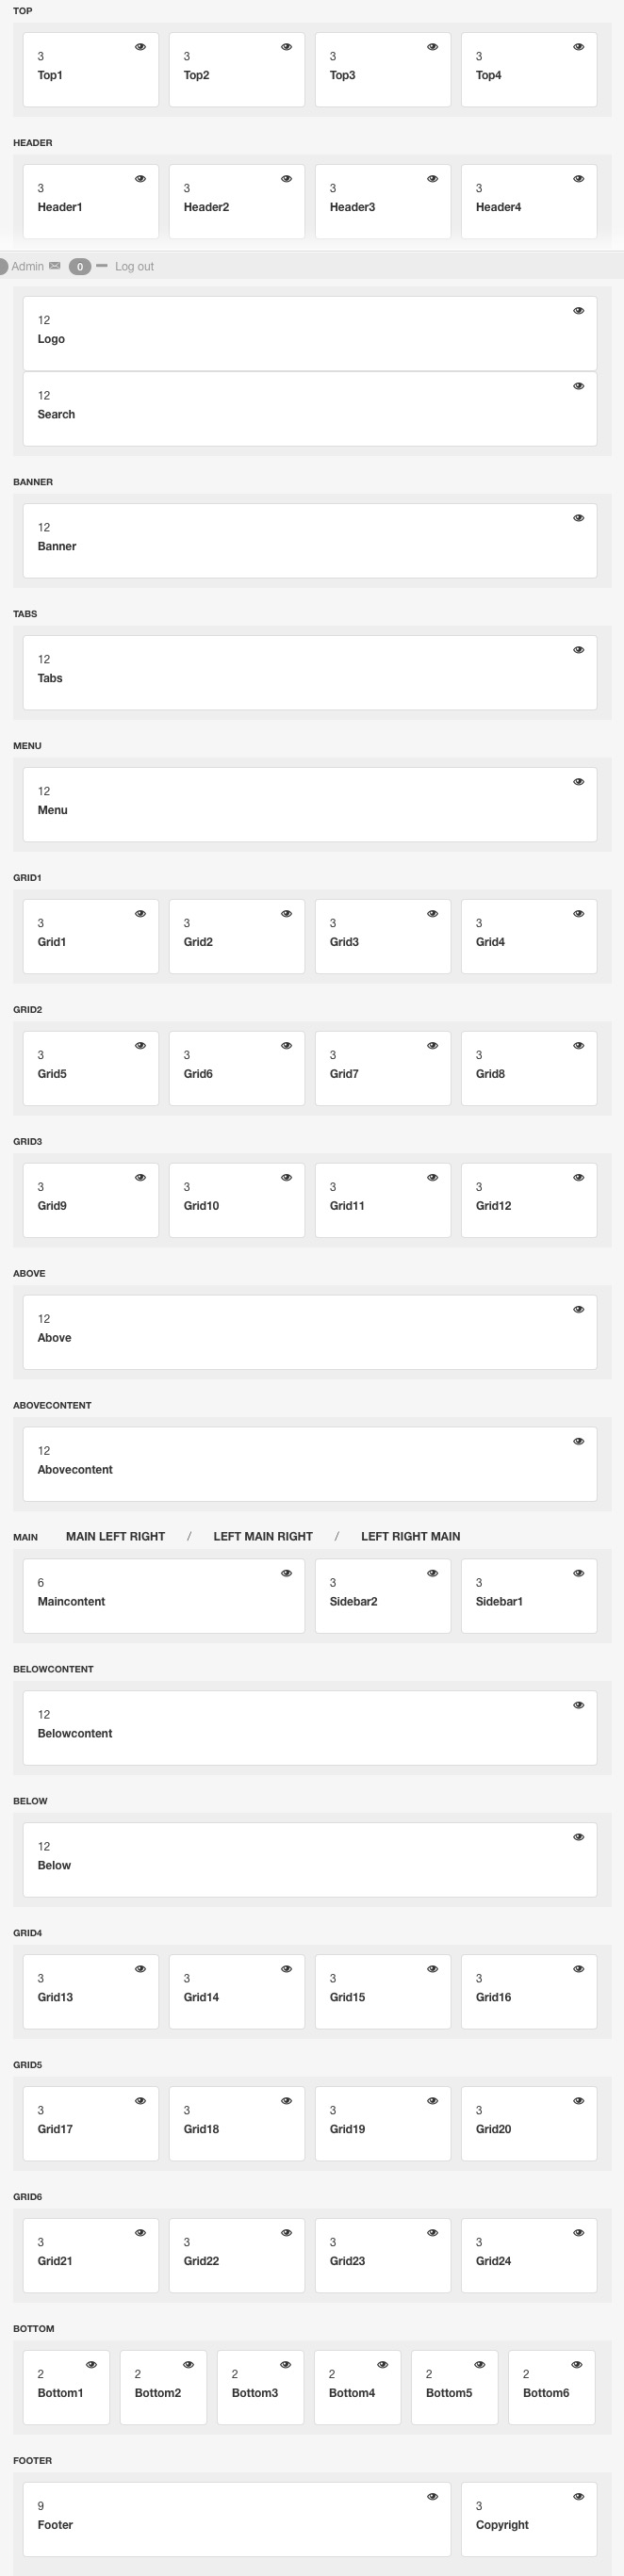 TOP
3 3 3 3
Top1 Top2 Top3 Top4
HEADER
3 3 3 3
Header1 Header2 Header3 Header4
Admin 0 Log out
12
Logo
12
Search
BANNER
12
Banner
TABS
12
Tabs
MENU
12
Menu
GRID1
3 3 3 3
Grid1 Grid2 Grid3 Grid4
GRID2
3 3 3 3
Grid5 Grid6 Grid7 Grid8
GRID3
3 3 3 3
Grid9 Grid10 Grid11 Grid12
ABOVE
12
Above
ABOVECONTENT
12
Abovecontent
MAIN MAIN LEFT RIGHT / LEFT MAIN RIGHT / LEFT RIGHT MAIN
6 3 3
Maincontent Sidebar2 Sidebar1
BELOWCONTENT
12
Belowcontent
BELOW
12
Below
GRID4
3 3 3 3
Grid13 Grid14 Grid15 Grid16
GRID5
3 3 3 3
Grid17 Grid18 Grid19 Grid20
GRID6
3 3 3 3
Grid21 Grid22 Grid23 Grid24
BOTTOM
2 2 2 2 2 2
Bottom1 Bottom2 Bottom3 Bottom4 Bottom5 Bottom6
FOOTER
9 3
Footer Copyright